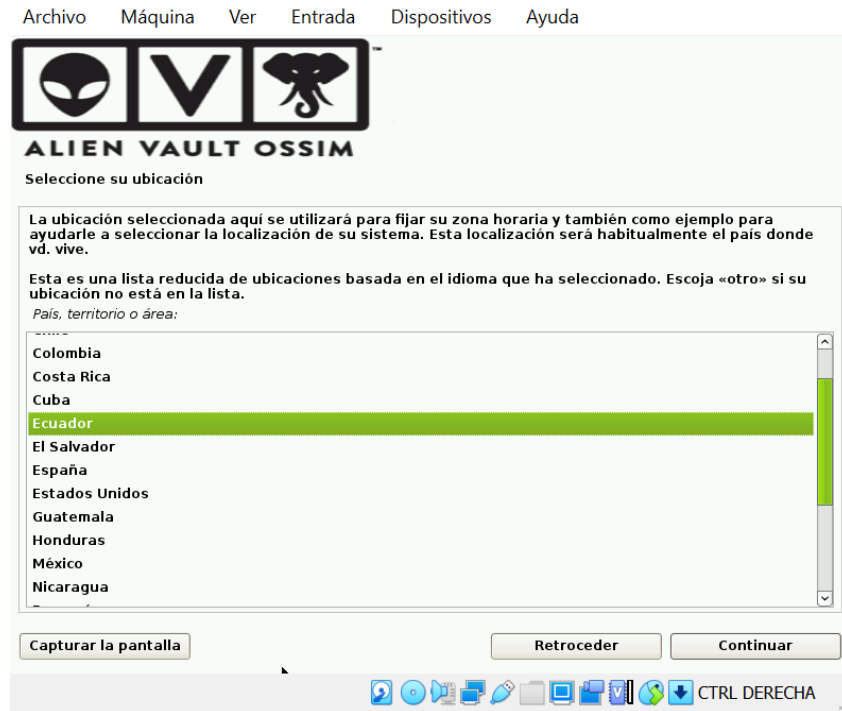 Archivo Máquina Ver Entrada Dispositivos Ayuda
ALIEN VAULT OSSIM
Seleccione su ubicación
La ubicación seleccionada aquí se utilizará para fijar su zona horaria y también como ejemplo para
ayudarle a seleccionar la localización de su sistema. Esta localización será habitualmente el país donde
vd. vive.
Esta es una lista reducida de ubicaciones basada en el idioma que ha seleccionado. Escoja «otro» si su
ubicación no está en la lista.
País, territorio o área:
Colombia
Costa Rica
Cuba
Ecuador
El Salvador
España
Estados Unidos
Guatemala
Honduras
México
Nicaragua
Capturar la pantalla Retroceder Continuar
CTRL DERECHA